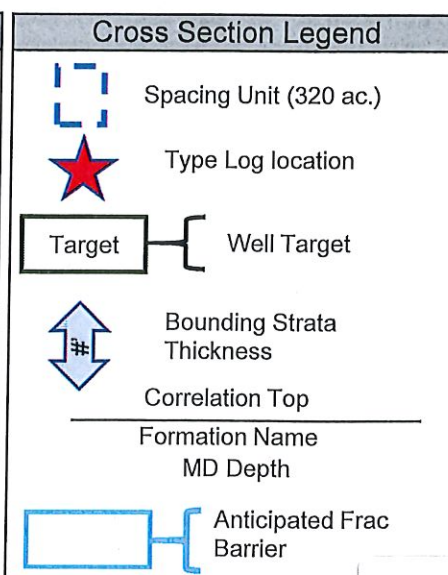 Cross Section Legend
Spacing Unit (320 ac.)
Type Log location
Target
Well Target
#
Bounding Strata
Thickness
Correlation Top
Formation Name
MD Depth
Anticipated Frac
Barrier